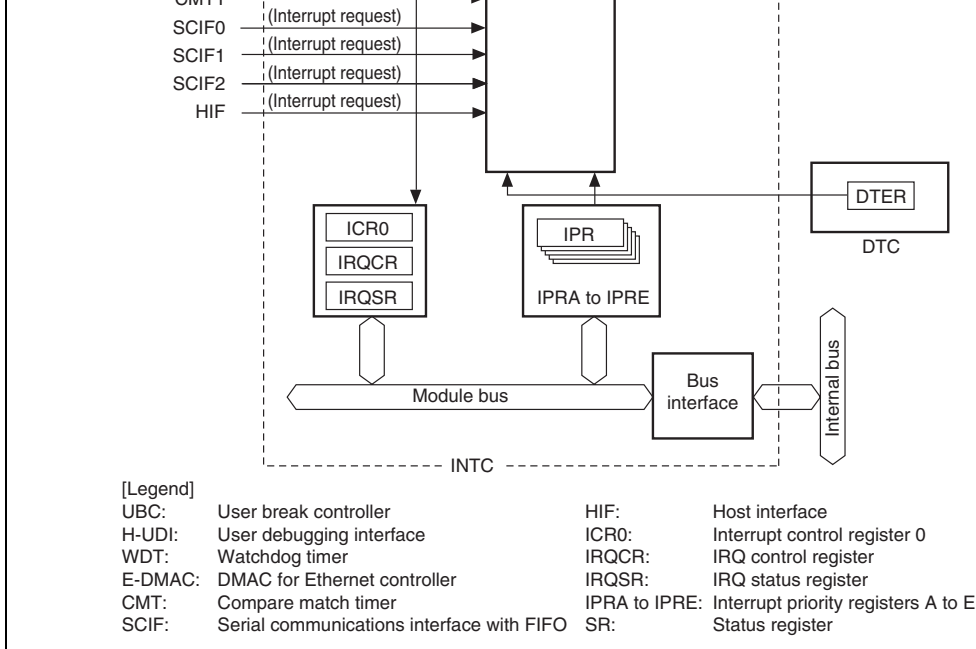 CMT1
(Interrupt request)
SCIF0
(Interrupt request)
SCIF1
(Interrupt request)
SCIF2
(Interrupt request)
HIF
DTER
DTC
ICR0
IRQCR
IRQSR
IPR
IPRA to IPRE
Module bus
Bus
interface
Internal bus
INTC
[Legend]
UBC: User break controller
H-UDI: User debugging interface
WDT: Watchdog timer
E-DMAC: DMAC for Ethernet controller
CMT: Compare match timer
SCIF: Serial communications interface with FIFO
HIF: Host interface
ICR0: Interrupt control register 0
IRQCR: IRQ control register
IRQSR: IRQ status register
IPRA to IPRE: Interrupt priority registers A to E
SR: Status register